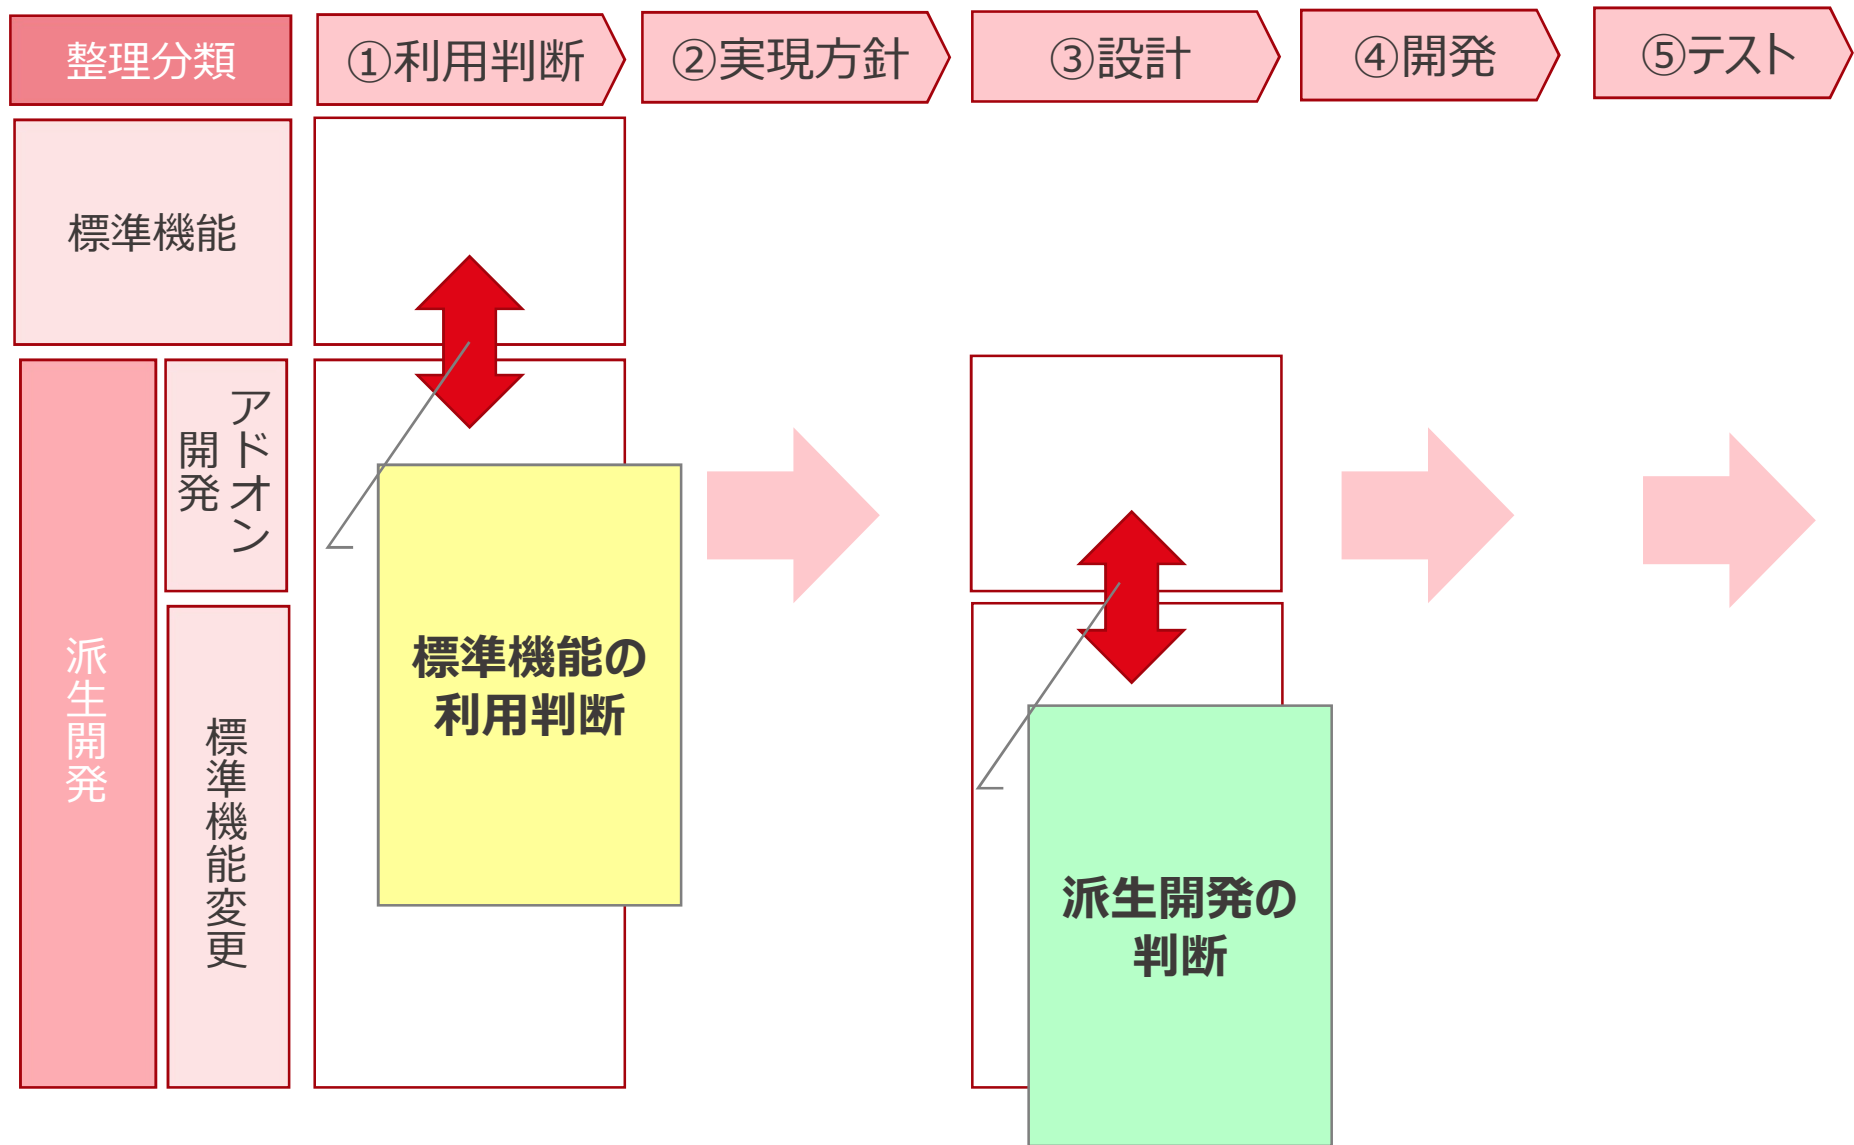 整理分類
①利用判断
②実現方針
③設計
④開発
⑤テスト
標準機能
派生開発
アドオン
開発
標準機能変更
標準機能の
利用判断
派生開発の
判断